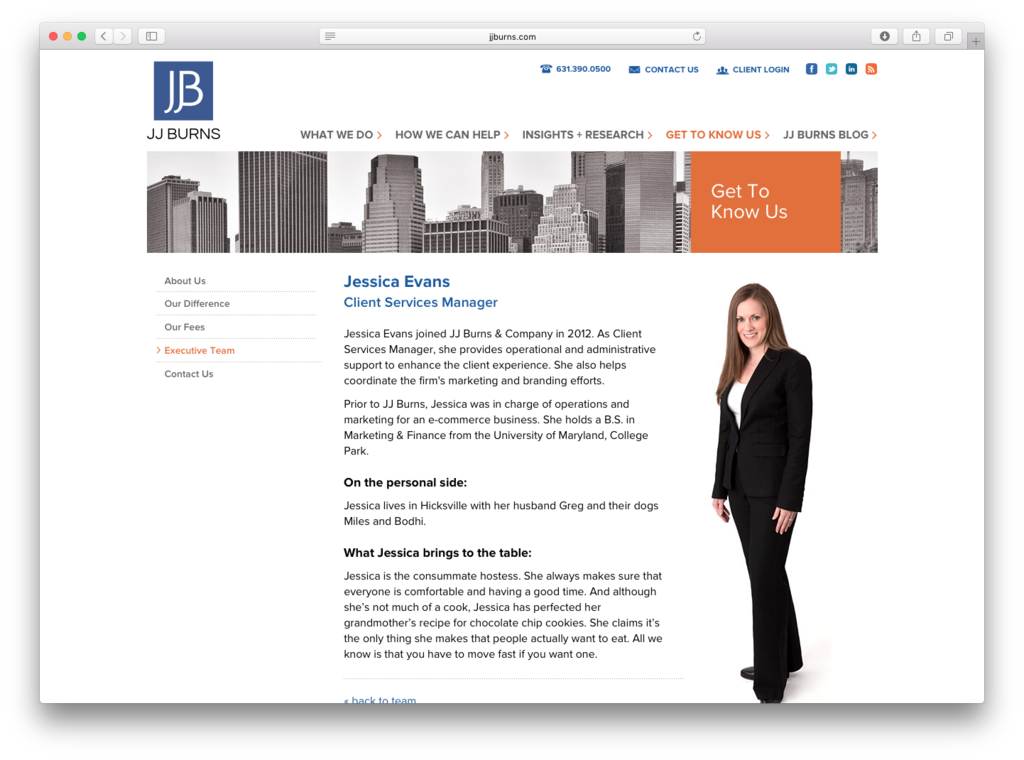 jjburns.com
631.390.0500 CONTACT US CLIENT LOGIN
JB
JJ BURNS
WHAT WE DO HOW WE CAN HELP INSIGHTS + RESEARCH GET TO KNOW US JJ BURNS BLOG
Get To
Know Us
About Us
Our Difference
Our Fees
Executive Team
Contact Us
Jessica Evans
Client Services Manager
Jessica Evans joined JJ Burns & Company in 2012. As Client
Services Manager, she provides operational and administrative
support to enhance the client experience. She also helps
coordinate the firm's marketing and branding efforts.
Prior to JJ Burns, Jessica was in charge of operations and
marketing for an e-commerce business. She holds a B.S. in
Marketing & Finance from the University of Maryland, College
Park.
On the personal side:
Jessica lives in Hicksville with her husband Greg and their dogs
Miles and Bodhi.
What Jessica brings to the table:
Jessica is the consummate hostess. She always makes sure that
everyone is comfortable and having a good time. And although
she's not much of a cook, Jessica has perfected her
grandmother's recipe for chocolate chip cookies. She claims it's
the only thing she makes that people actually want to eat. All we
know is that you have to move fast if you want one.
« back to team